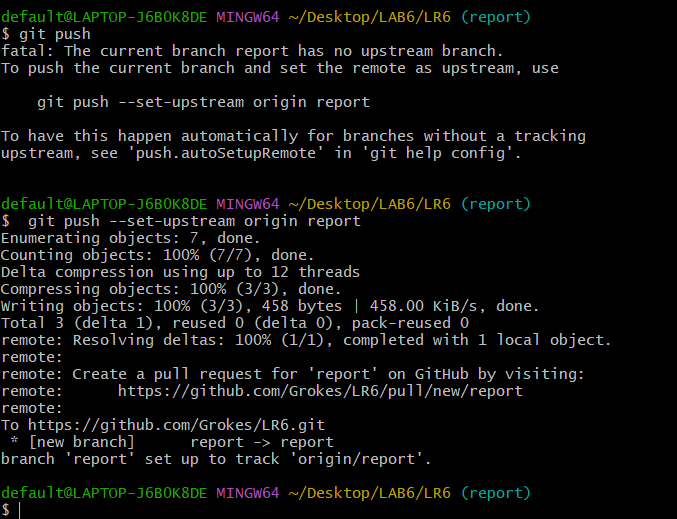 default@LAPTOP-J6BOK8DE MINGW64 ~/Desktop/LAB6/LR6 (report)
$ git push
fatal: The current branch report has no upstream branch.
To push the current branch and set the remote as upstream, use
    git push --set-upstream origin report
To have this happen automatically for branches without a tracking
upstream, see 'push.autoSetupRemote' in 'git help config'.
default@LAPTOP-J6BOK8DE MINGW64 ~/Desktop/LAB6/LR6 (report)
$  git push --set-upstream origin report
Enumerating objects: 7, done.
Counting objects: 100% (7/7), done.
Delta compression using up to 12 threads
Compressing objects: 100% (3/3), done.
Writing objects: 100% (3/3), 458 bytes | 458.00 KiB/s, done.
Total 3 (delta 1), reused 0 (delta 0), pack-reused 0
remote: Resolving deltas: 100% (1/1), completed with 1 local object.
remote:
remote: Create a pull request for 'report' on GitHub by visiting:
remote:      https://github.com/Grokes/LR6/pull/new/report
remote:
To https://github.com/Grokes/LR6.git
 * [new branch]      report -> report
branch 'report' set up to track 'origin/report'.
default@LAPTOP-J6BOK8DE MINGW64 ~/Desktop/LAB6/LR6 (report)
$